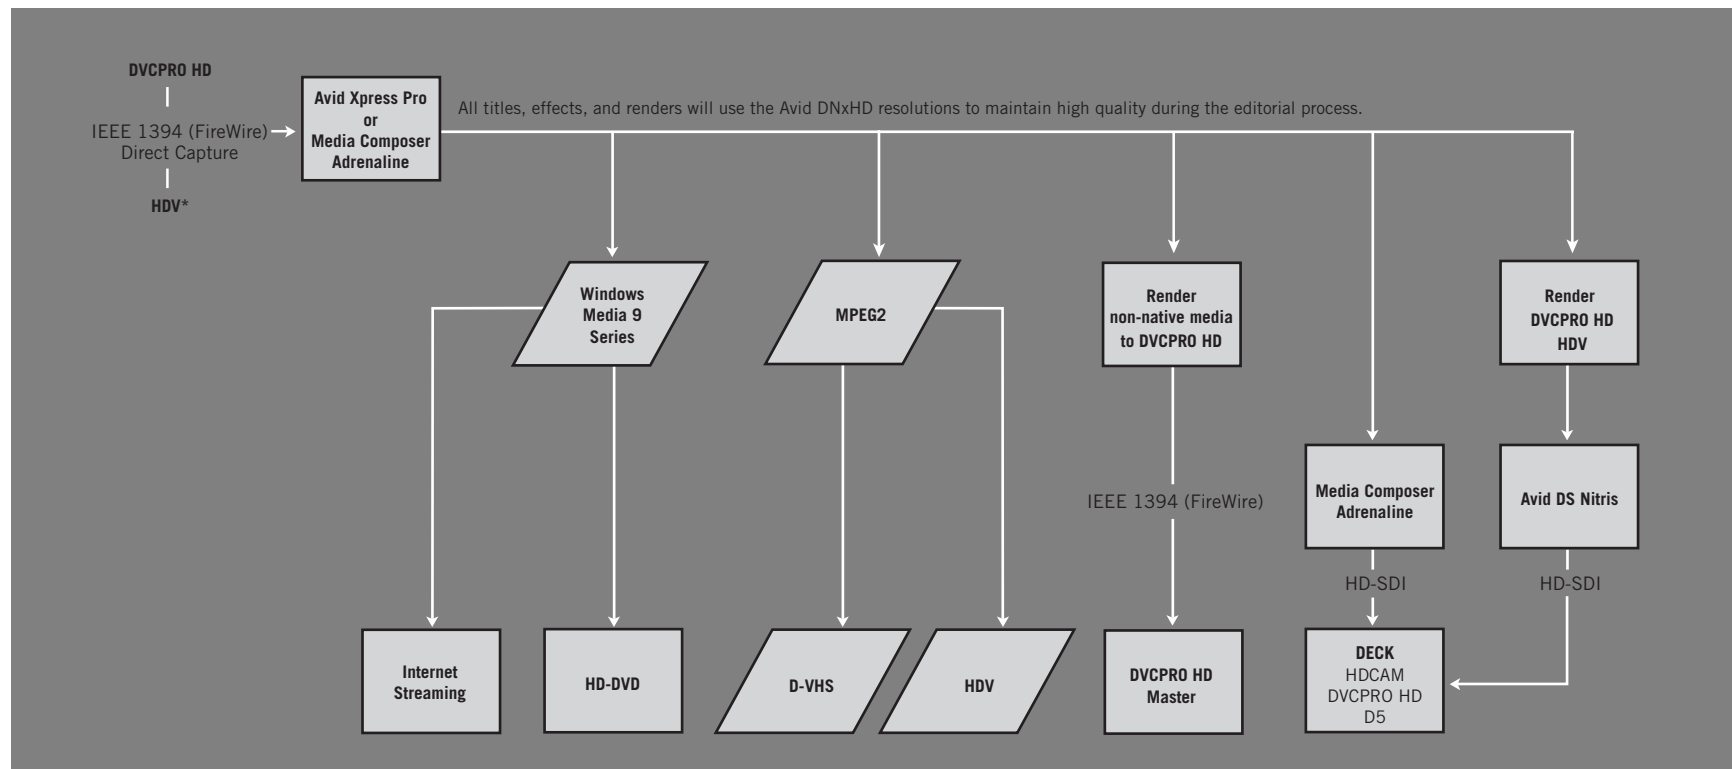 DVCPRO HD
IEEE 1394 (FireWire)
Direct Capture
HDV*
Avid Xpress Pro
or
Media Composer
Adrenaline
All titles, effects, and renders will use the Avid DNxHD resolutions to maintain high quality during the editorial process.
Windows
Media 9
Series
MPEG2
Render
non-native media
to DVCPRO HD
Render
DVCPRO HD
HDV
IEEE 1394 (FireWire)
Media Composer
Adrenaline
Avid DS Nitris
HD-SDI
HD-SDI
Internet
Streaming
HD-DVD
D-VHS
HDV
DVCPRO HD
Master
DECK
HDCAM
DVCPRO HD
D5